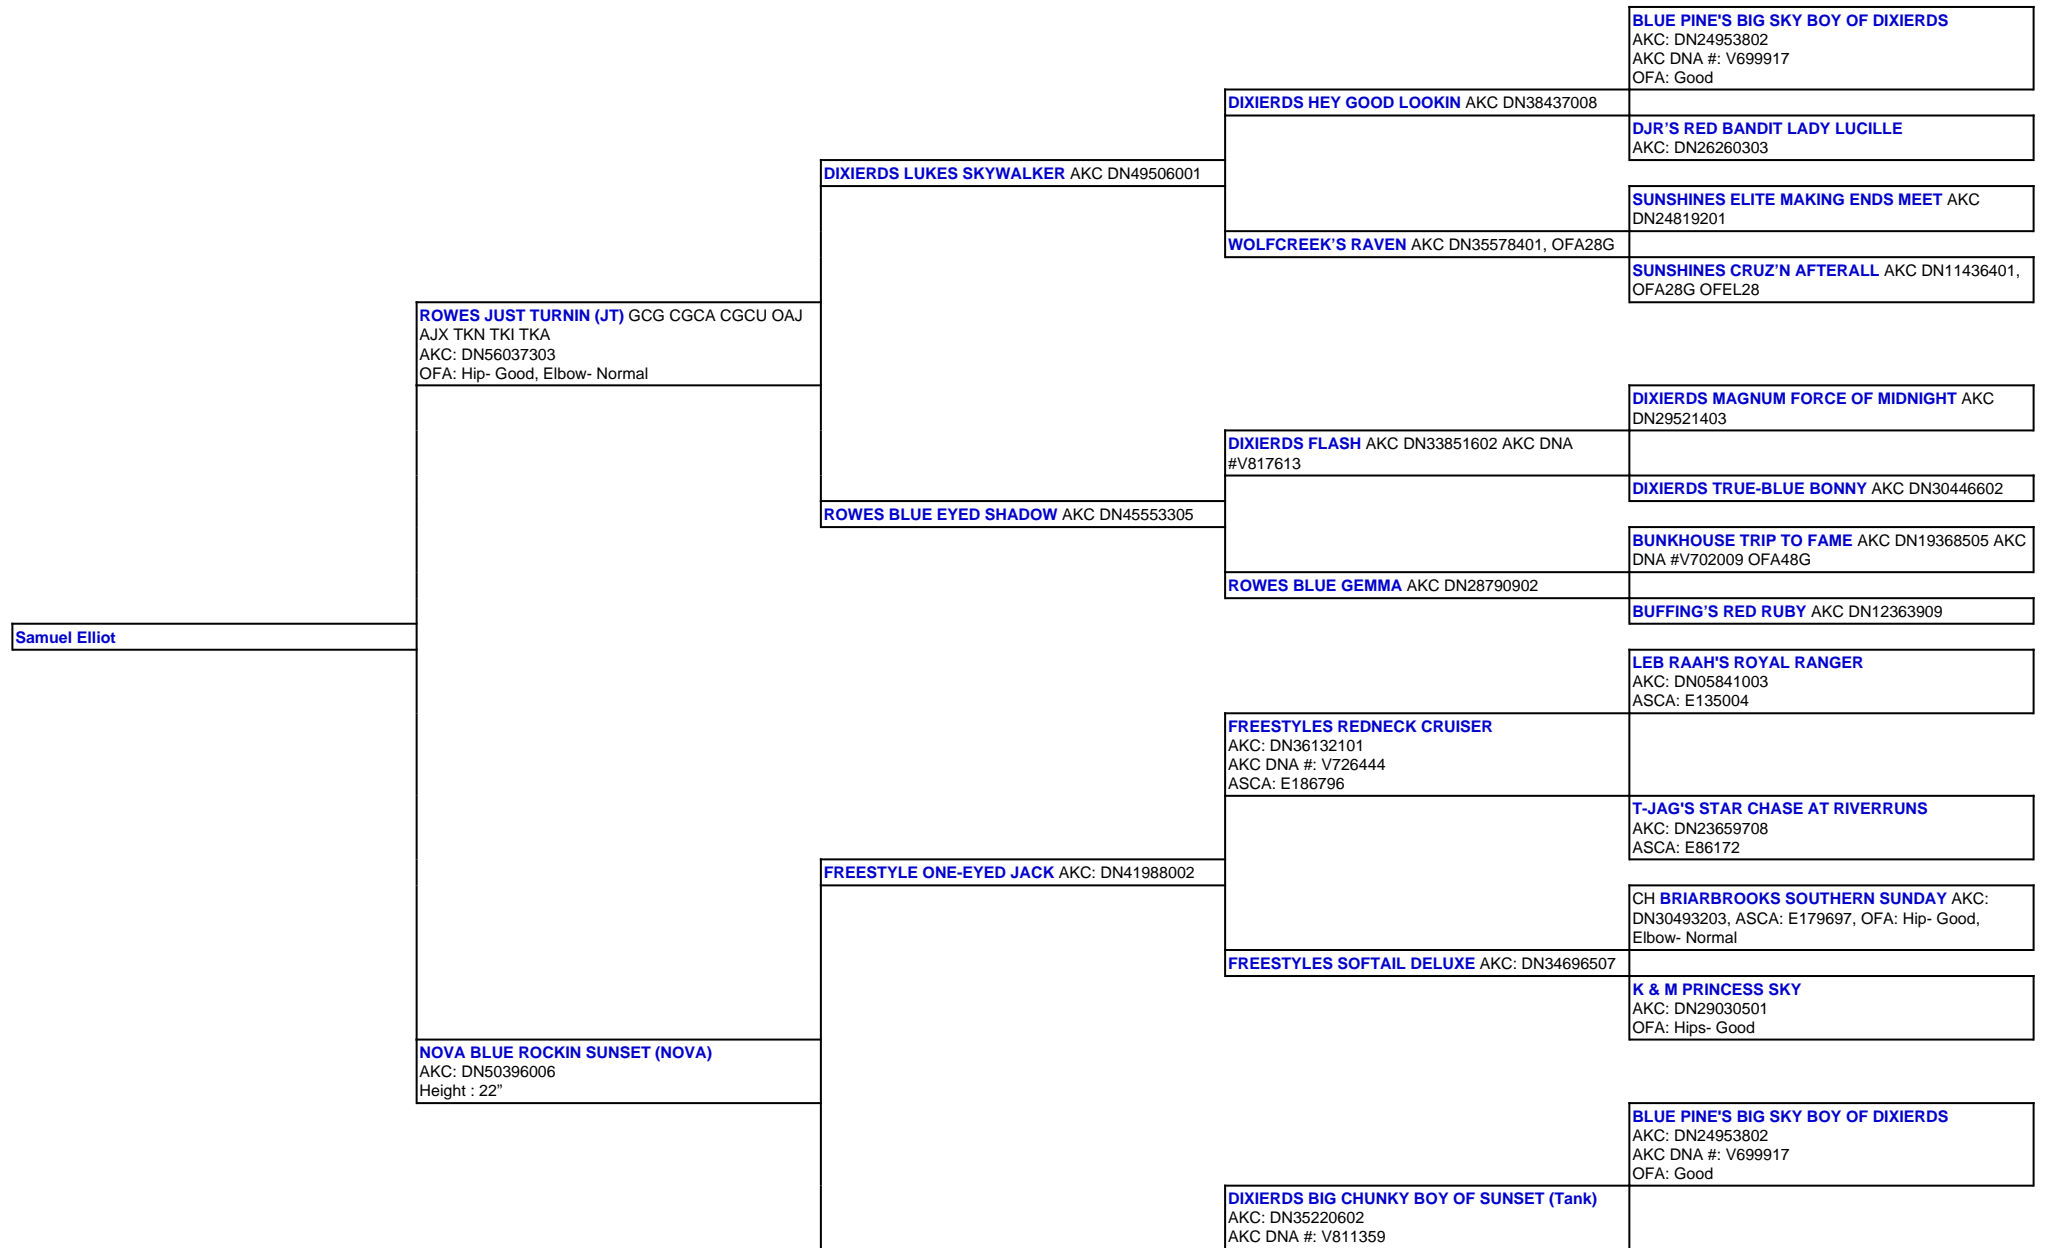 BLUE PINE'S BIG SKY BOY OF DIXIERDS
AKC: DN24953802
AKC DNA #: V699917
OFA: Good
DIXIERDS HEY GOOD LOOKIN AKC DN38437008
DJR’S RED BANDIT LADY LUCILLE
AKC: DN26260303
DIXIERDS LUKES SKYWALKER AKC DN49506001
SUNSHINES ELITE MAKING ENDS MEET AKC
DN24819201
WOLFCREEK’S RAVEN AKC DN35578401, OFA28G
SUNSHINES CRUZ’N AFTERALL AKC DN11436401,
OFA28G OFEL28
ROWES JUST TURNIN (JT) GCG CGCA CGCU OAJ
AJX TKN TKI TKA
AKC: DN56037303
OFA: Hip- Good, Elbow- Normal
DIXIERDS MAGNUM FORCE OF MIDNIGHT AKC
DN29521403
DIXIERDS FLASH AKC DN33851602 AKC DNA
#V817613
DIXIERDS TRUE-BLUE BONNY AKC DN30446602
ROWES BLUE EYED SHADOW AKC DN45553305
BUNKHOUSE TRIP TO FAME AKC DN19368505 AKC
DNA #V702009 OFA48G
ROWES BLUE GEMMA AKC DN28790902
BUFFING’S RED RUBY AKC DN12363909
Samuel Elliot
LEB RAAH'S ROYAL RANGER
AKC: DN05841003
ASCA: E135004
FREESTYLES REDNECK CRUISER
AKC: DN36132101
AKC DNA #: V726444
ASCA: E186796
T-JAG'S STAR CHASE AT RIVERRUNS
AKC: DN23659708
ASCA: E86172
FREESTYLE ONE-EYED JACK AKC: DN41988002
CH BRIARBROOKS SOUTHERN SUNDAY AKC:
DN30493203, ASCA: E179697, OFA: Hip- Good,
Elbow- Normal
FREESTYLES SOFTAIL DELUXE AKC: DN34696507
K & M PRINCESS SKY
AKC: DN29030501
OFA: Hips- Good
NOVA BLUE ROCKIN SUNSET (NOVA)
AKC: DN50396006
Height : 22”
BLUE PINE'S BIG SKY BOY OF DIXIERDS
AKC: DN24953802
AKC DNA #: V699917
OFA: Good
DIXIERDS BIG CHUNKY BOY OF SUNSET (Tank)
AKC: DN35220602
AKC DNA #: V811359